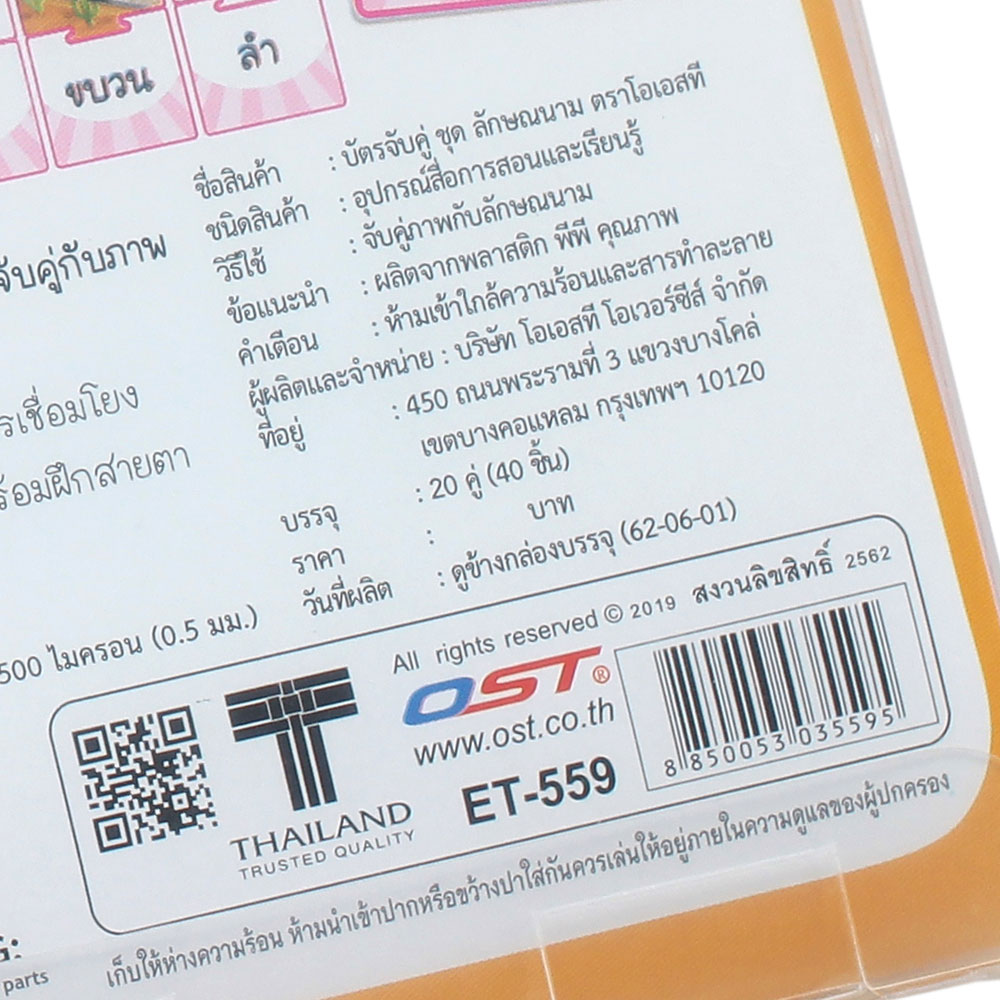 ขบวน
ลำ
ชื่อสินค้า : บัตรจับคู่ ชุด ลักษณนาม ตราโอเอสที
ชนิดสินค้า : อุปกรณ์สื่อการสอนและเรียนรู้
วิธีใช้ : จับคู่ภาพกับลักษณนาม
ข้อแนะนำ : ผลิตจากพลาสติก พีพี คุณภาพ
คำเตือน : ห้ามเข้าใกล้ความร้อนและสารทำละลาย
ผู้ผลิตและจำหน่าย : บริษัท โอเอสที โอเวอร์ซีส์ จำกัด
ที่อยู่ : 450 ถนนพระรามที่ 3 แขวงบางโคล่
เขตบางคอแหลม กรุงเทพฯ 10120
บรรจุ : 20 คู่ (40 ชิ้น)
ราคา : บาท
วันที่ผลิต : ดูข้างกล่องบรรจุ (62-06-01)
จับคู่กับภาพ
รเชื่อมโยง
ร้อมฝึกสายตา
500 ไมครอน (0.5 มม.)
All rights reserved © 2019 สงวนลิขสิทธิ์ 2562
THAILAND
TRUSTED QUALITY
OST®
www.ost.co.th
ET-559
8 850053 035595
เก็บให้ห่างความร้อน ห้ามนำเข้าปากหรือขว้างปาใส่กันควรเล่นให้อยู่ภายในความดูแลของผู้ปกครอง
G:
parts